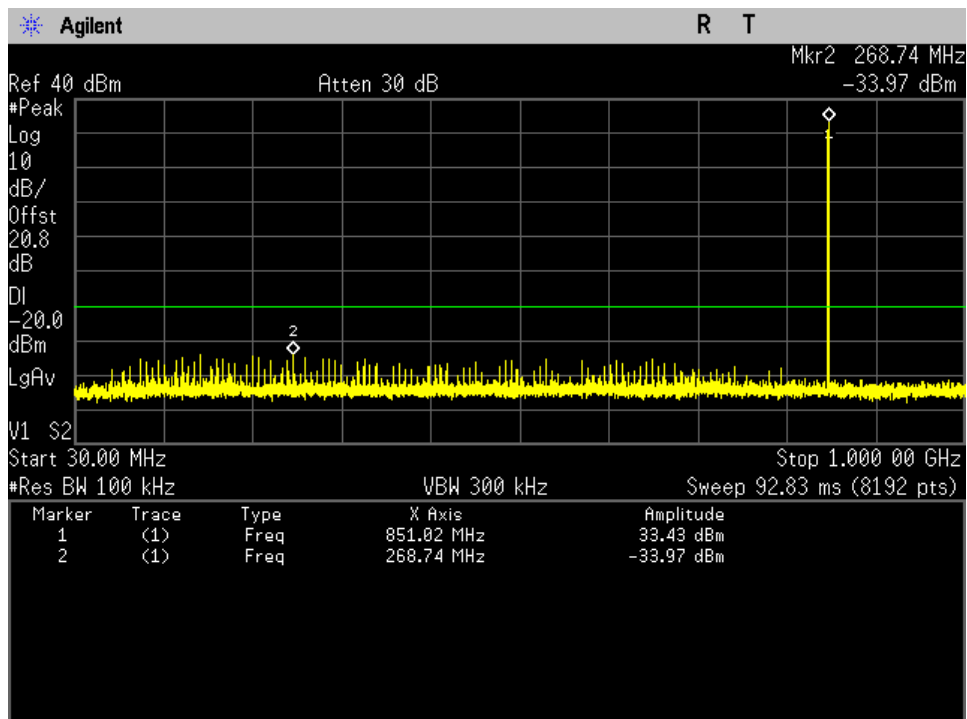 Agilent R T
Mkr2 268.74 MHz
Ref 40 dBm Atten 30 dB -33.97 dBm
#Peak
Log
10
dB/
Offst
20.8
dB
DI
-20.0
dBm
LgAv
V1 S2
1
2
Start 30.00 MHz Stop 1.000 00 GHz
#Res BW 100 kHz VBW 300 kHz Sweep 92.83 ms (8192 pts)
Marker Trace Type X Axis Amplitude
1 (1) Freq 851.02 MHz 33.43 dBm
2 (1) Freq 268.74 MHz -33.97 dBm